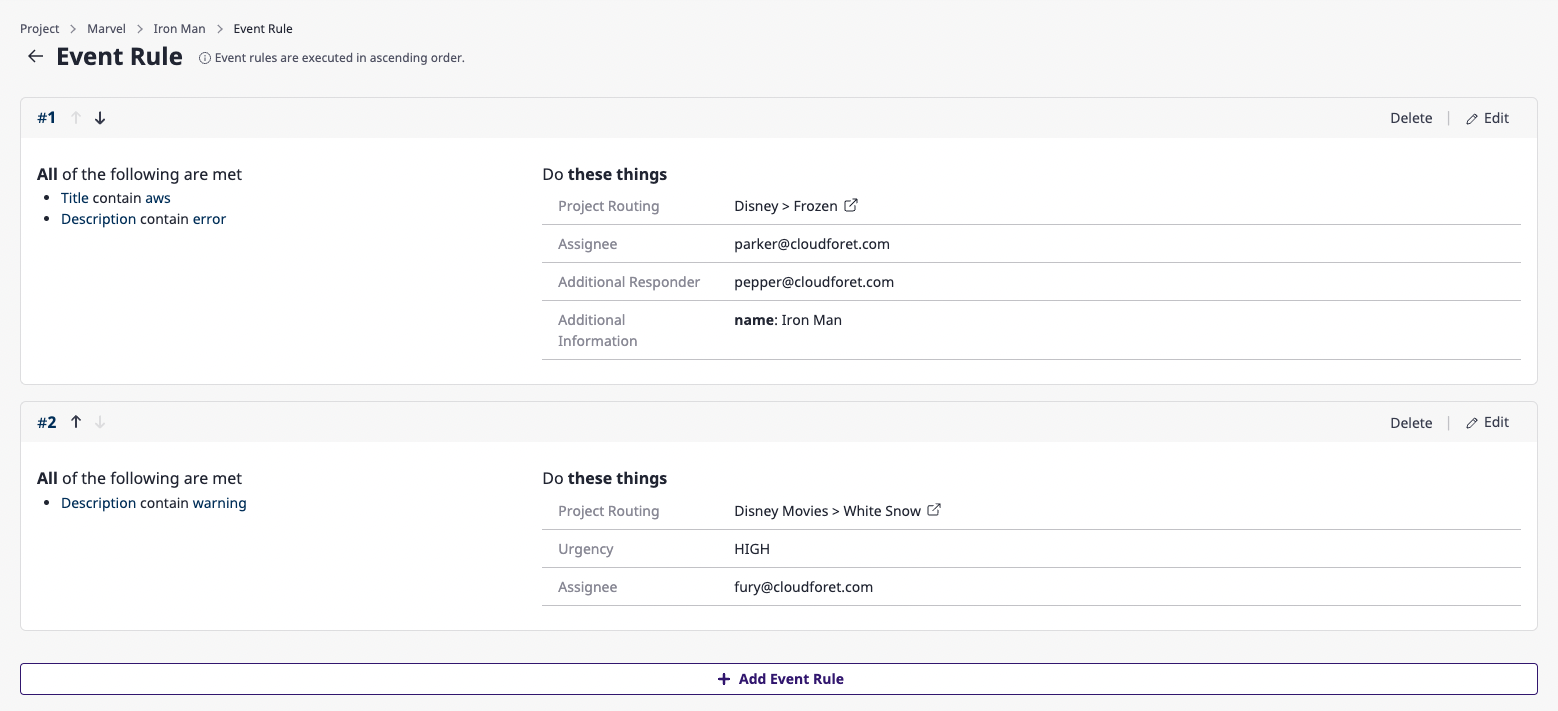 Project > Marvel > Iron Man > Event Rule
Event Rule Event rules are executed in ascending order.
#1 Delete | Edit
All of the following are met
Title contain aws
Description contain error
Do these things
Project Routing Disney > Frozen
Assignee parker@cloudforet.com
Additional Responder pepper@cloudforet.com
Additional name: Iron Man
Information
#2 Delete | Edit
All of the following are met
Description contain warning
Do these things
Project Routing Disney Movies > White Snow
Urgency HIGH
Assignee fury@cloudforet.com
+ Add Event Rule